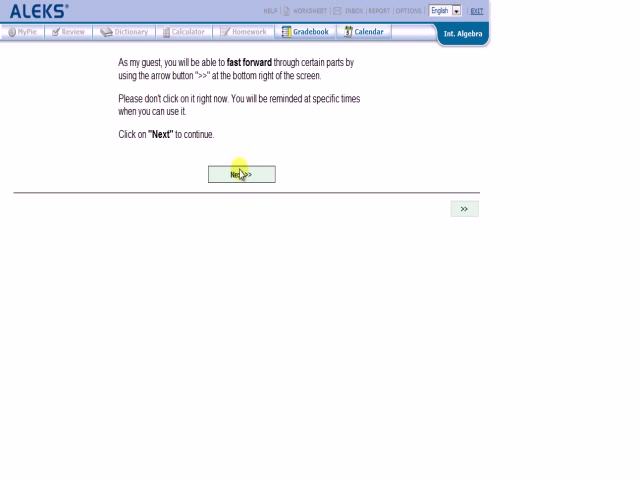 ALEKS®
HELP | WORKSHEET | INBOX | REPORT | OPTIONS | English | EXIT
MyPie Review Dictionary Calculator Homework Gradebook Calendar Int. Algebra
As my guest, you will be able to fast forward through certain parts by
using the arrow button ">>" at the bottom right of the screen.
Please don't click on it right now. You will be reminded at specific times
when you can use it.
Click on "Next" to continue.
Next >>
>>